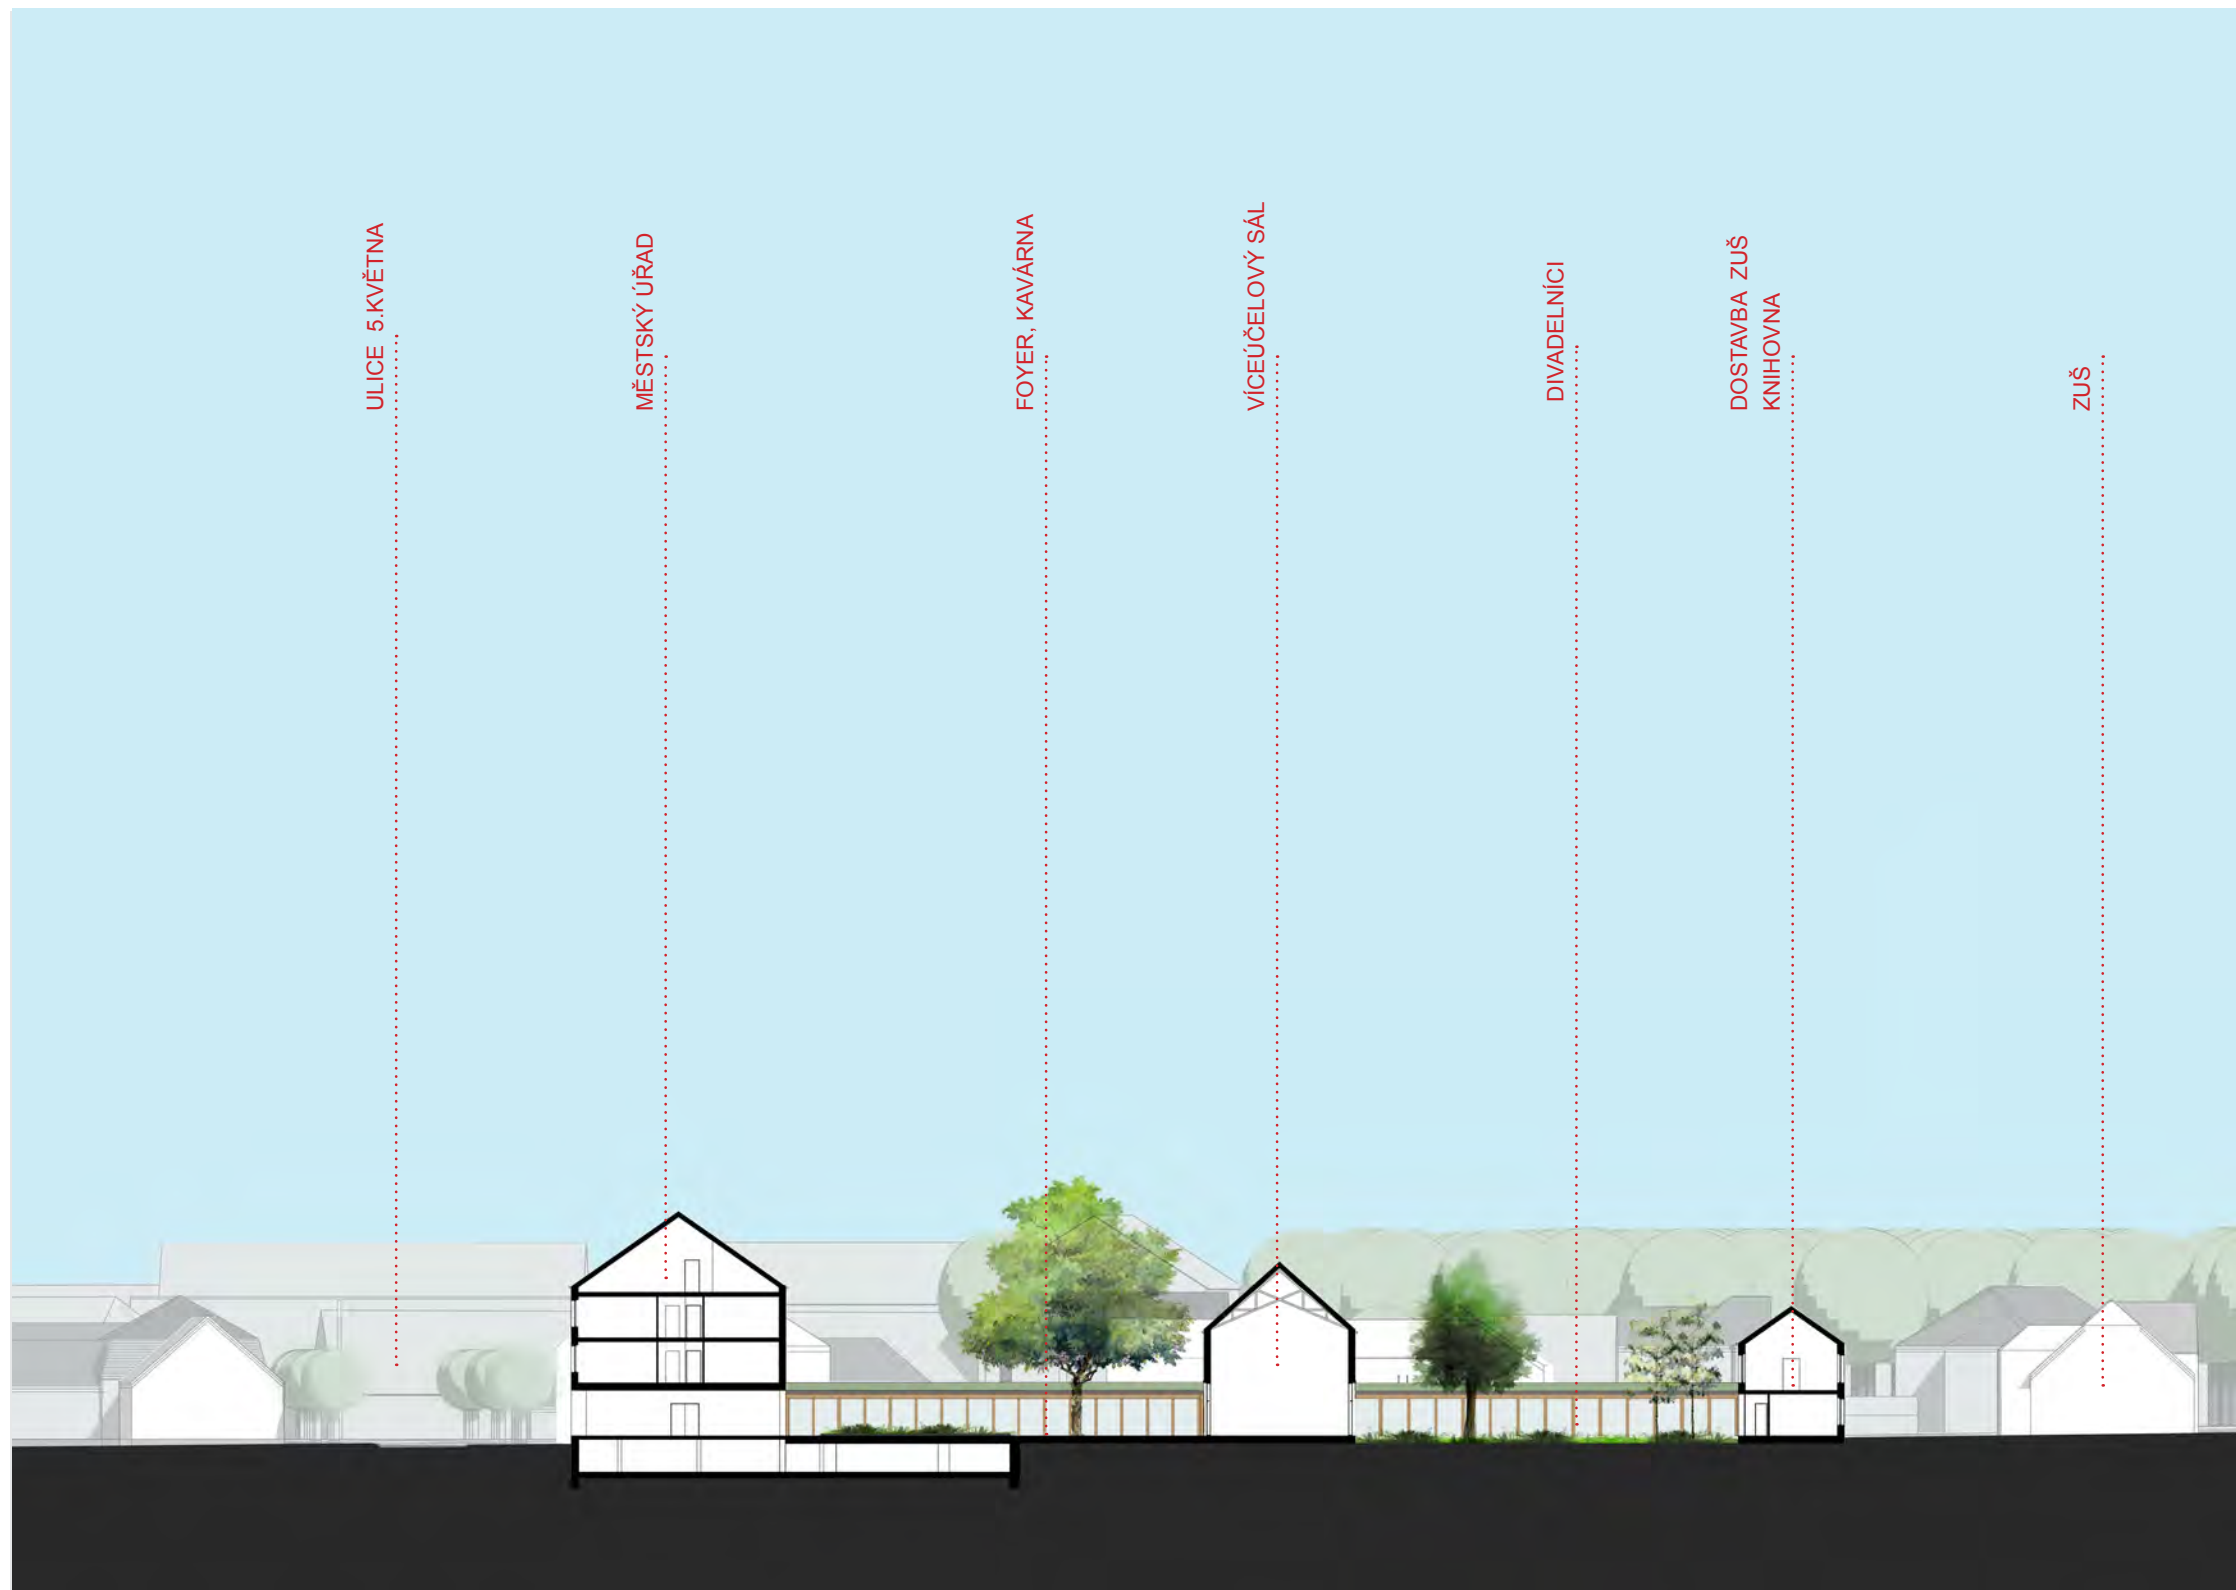 ULICE 5.KVĚTNA
MĚSTSKÝ ÚŘAD
FOYER, KAVÁRNA
VÍCEÚČELOVÝ SÁL
DIVADELNÍCI
DOSTAVBA ZUŠ
KNIHOVNA
ZUŠ